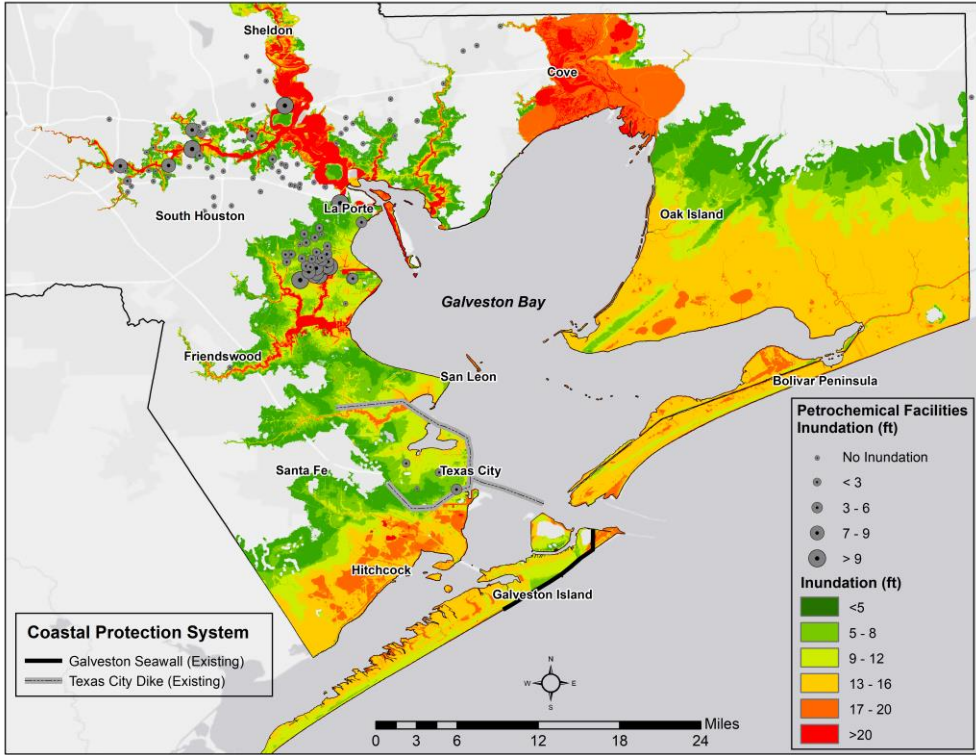 Sheldon
Cove
South Houston
La Porte
Oak Island
Galveston Bay
Friendswood
San Leon
Bolivar Peninsula
Santa Fe
Texas City
Hitchcock
Galveston Island
Petrochemical Facilities
Inundation (ft)
No Inundation
< 3
3 - 6
7 - 9
> 9
Inundation (ft)
<5
5 - 8
9 - 12
13 - 16
17 - 20
>20
Coastal Protection System
Galveston Seawall (Existing)
Texas City Dike (Existing)
N
W E
S
Miles
0 3 6 12 18 24